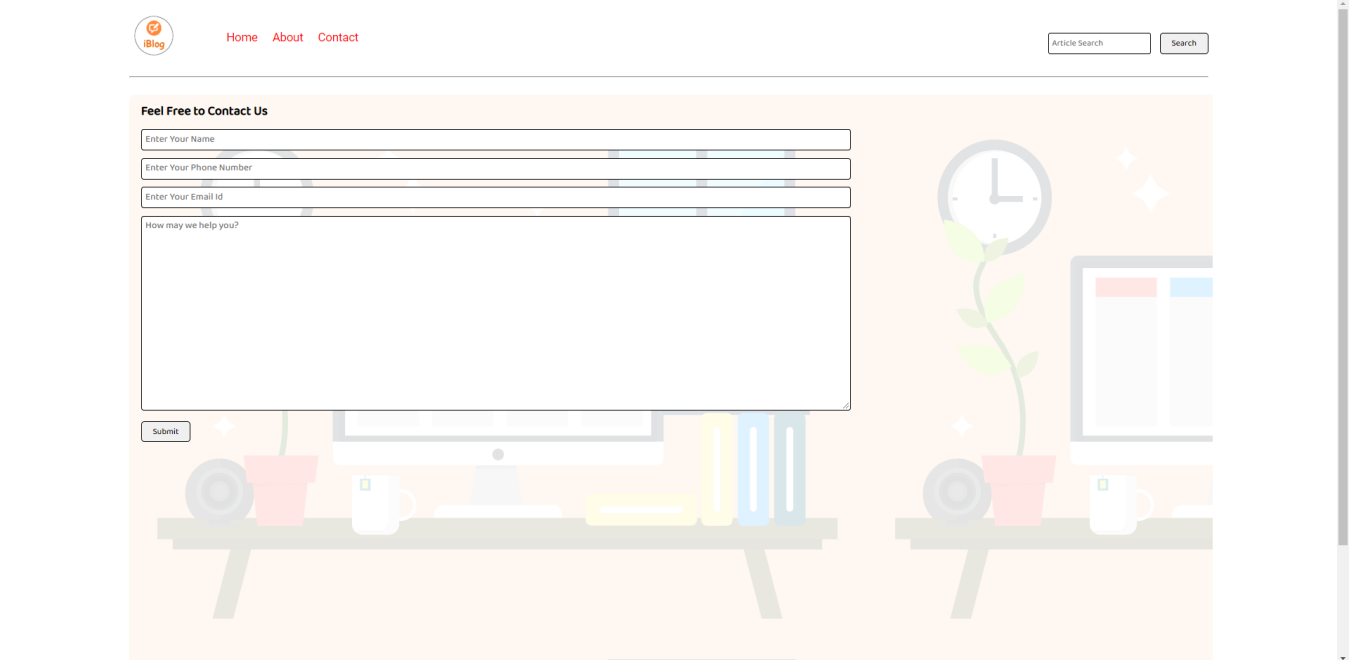 iBlog
Home About Contact
Article Search Search
Feel Free to Contact Us
Enter Your Name
Enter Your Phone Number
Enter Your Email Id
How may we help you?
Submit